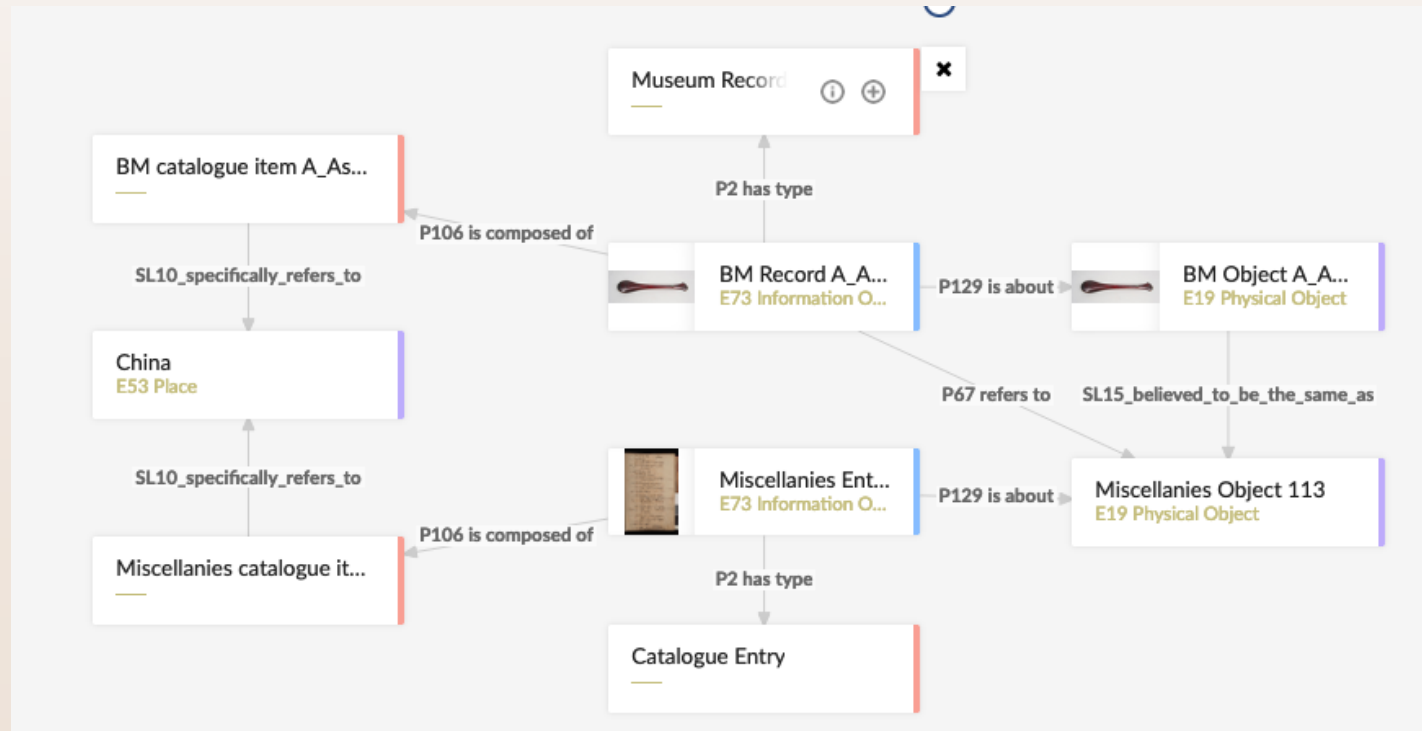 Museum Record
P2 has type
BM catalogue item A_As...
P106 is composed of
SL10_specifically_refers_to
BM Record A_A...
E73 Information O...
P129 is about
BM Object A_A...
E19 Physical Object
China
E53 Place
P67 refers to
SL15_believed_to_be_the_same_as
SL10_specifically_refers_to
Miscellanies Ent...
E73 Information O...
P129 is about
Miscellanies Object 113
E19 Physical Object
P106 is composed of
Miscellanies catalogue it...
P2 has type
Catalogue Entry